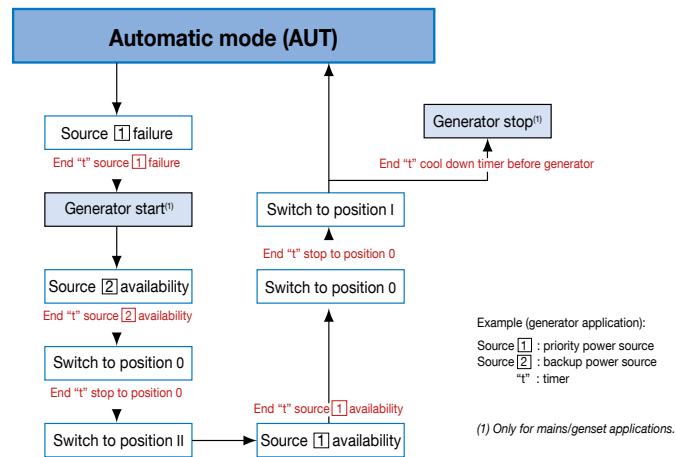 Automatic mode (AUT)
Source 1 failure
End “t” source 1 failure
Generator start(1)
Source 2 availability
End “t” source 2 availability
Switch to position 0
End “t” stop to position 0
Switch to position II
Source 1 availability
End “t” source 1 availability
Switch to position 0
End “t” stop to position 0
Switch to position I
End “t” cool down timer before generator
Generator stop(1)
Example (generator application):
Source 1 : priority power source
Source 2 : backup power source
“t” : timer
(1) Only for mains/genset applications.